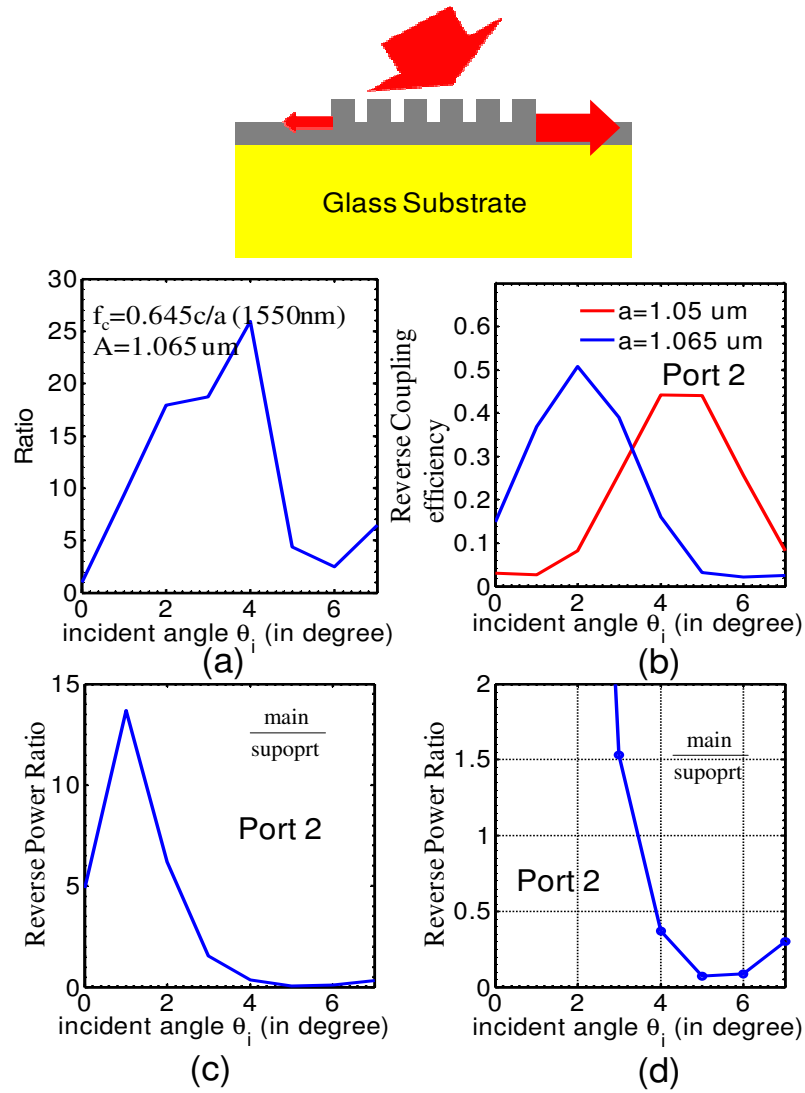 Glass Substrate
30
25
20
15
10
5
0
Ratio
f_c=0.645c/a (1550nm)
A=1.065 um
0 2 4 6
incident angle θ_i (in degree)
(a)
0.6
0.5
0.4
0.3
0.2
0.1
0
Reverse Coupling
efficiency
a=1.05 um
a=1.065 um
Port 2
0 2 4 6
incident angle θ_i (in degree)
(b)
15
10
5
0
Reverse Power Ratio
main
supoprt
Port 2
0 2 4 6
incident angle θ_i (in degree)
(c)
2
1.5
1
0.5
0
Reverse Power Ratio
main
supoprt
Port 2
0 2 4 6
incident angle θ_i (in degree)
(d)